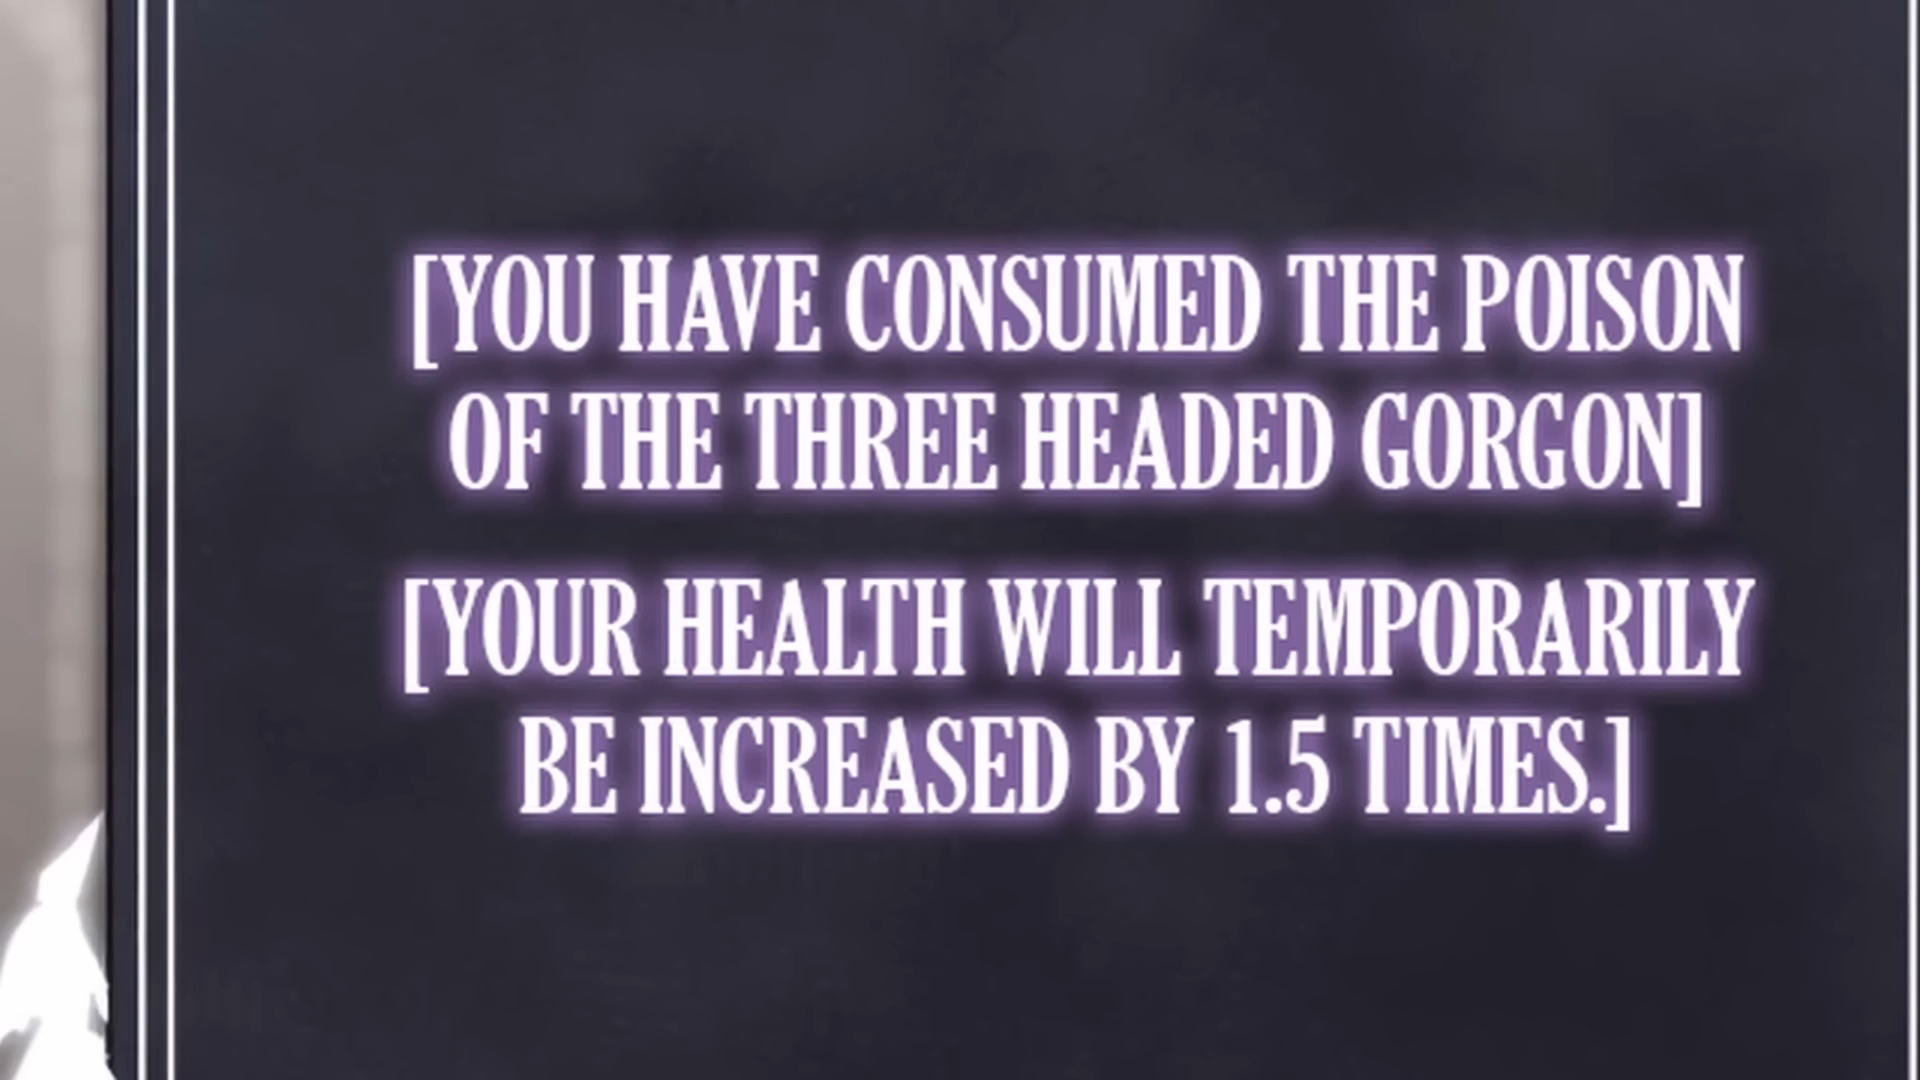 [YOU HAVE CONSUMED THE POISON
OF THE THREE HEADED GORGON]
[YOUR HEALTH WILL TEMPORARILY
BE INCREASED BY 1.5 TIMES.]